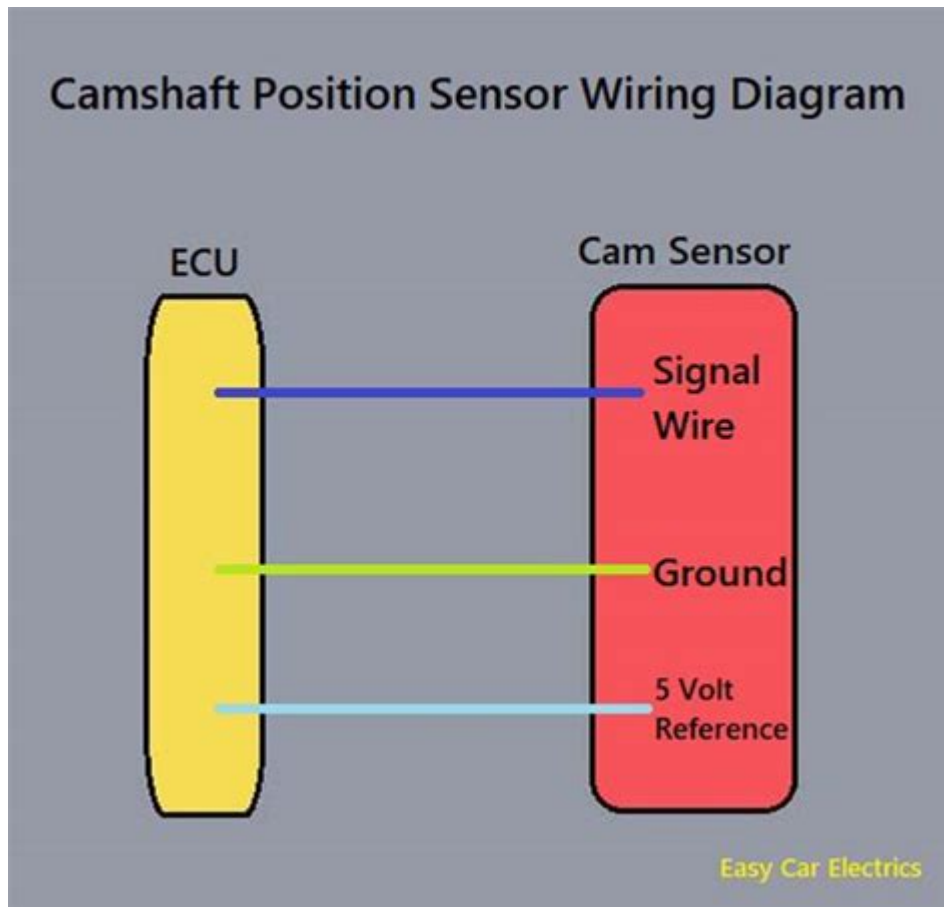 Camshaft Position Sensor Wiring Diagram
ECU
Cam Sensor
Signal
Wire
Ground
5 Volt
Reference
Easy Car Electrics